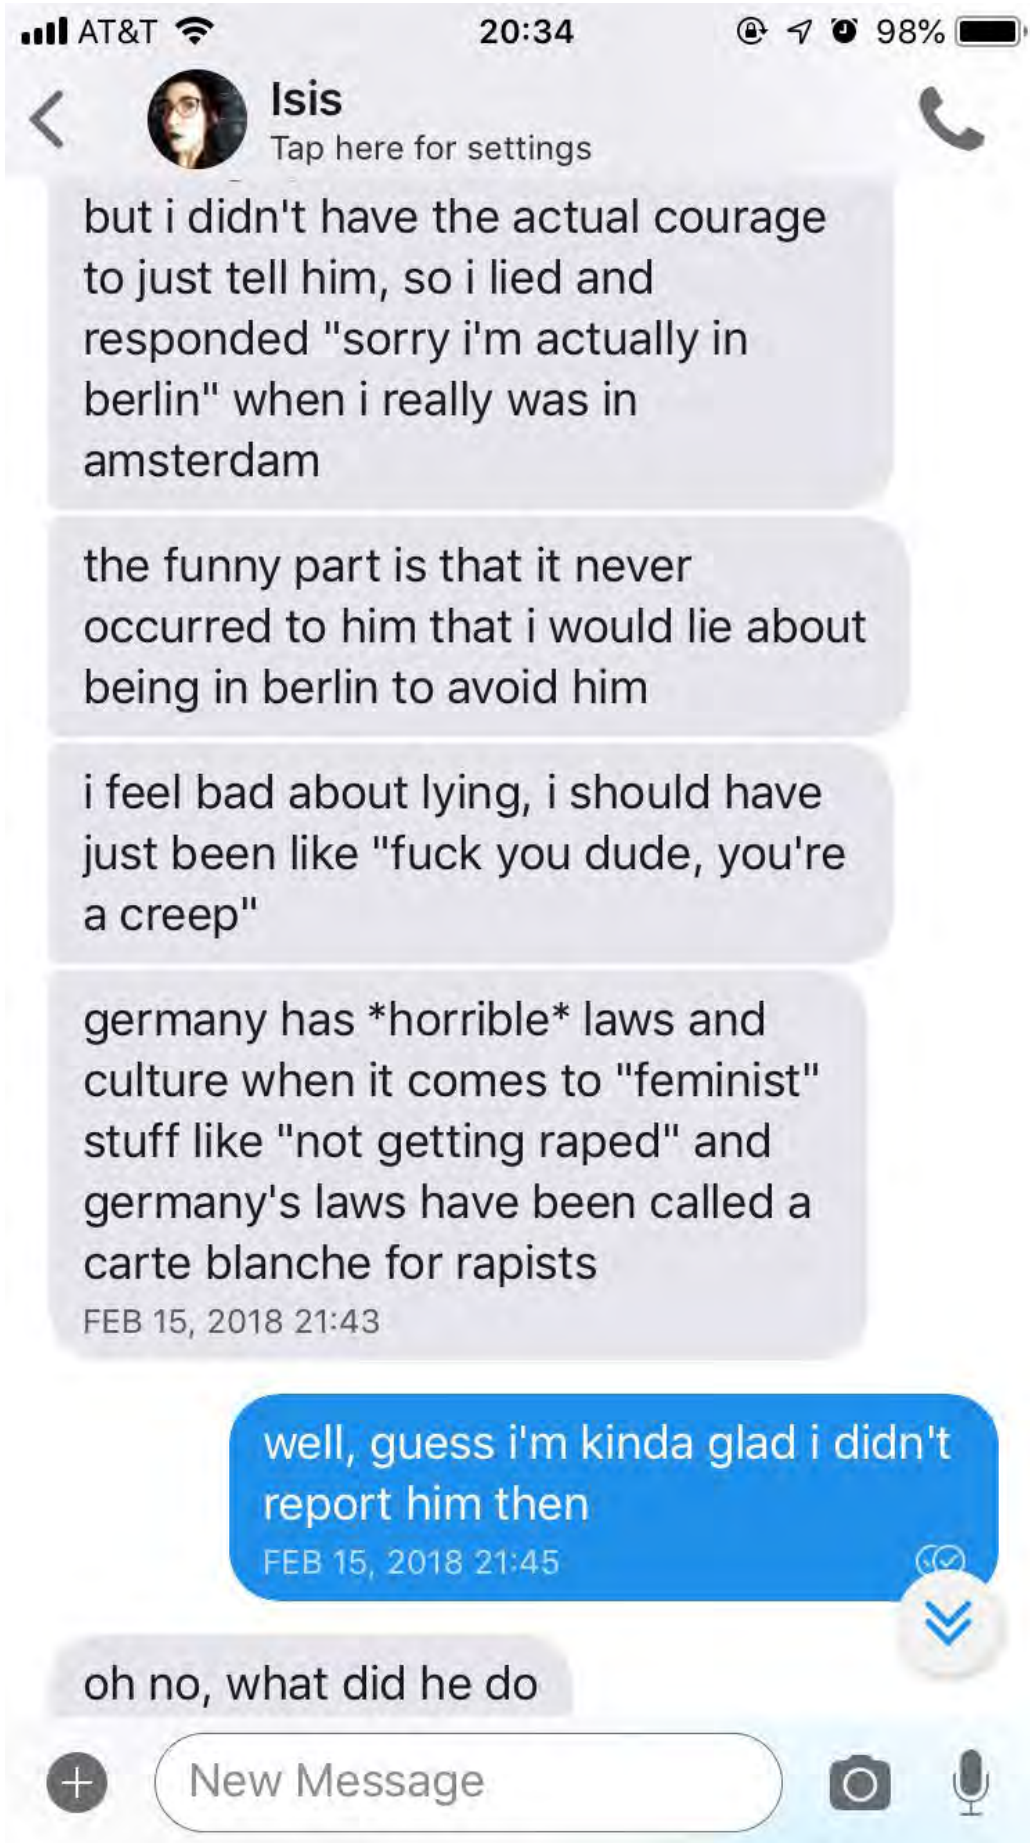 AT&T 20:34 98%
Isis
Tap here for settings
but i didn't have the actual courage
to just tell him, so i lied and
responded "sorry i'm actually in
berlin" when i really was in
amsterdam
the funny part is that it never
occurred to him that i would lie about
being in berlin to avoid him
i feel bad about lying, i should have
just been like "fuck you dude, you're
a creep"
germany has *horrible* laws and
culture when it comes to "feminist"
stuff like "not getting raped" and
germany's laws have been called a
carte blanche for rapists
FEB 15, 2018 21:43
well, guess i'm kinda glad i didn't
report him then
FEB 15, 2018 21:45
oh no, what did he do
New Message